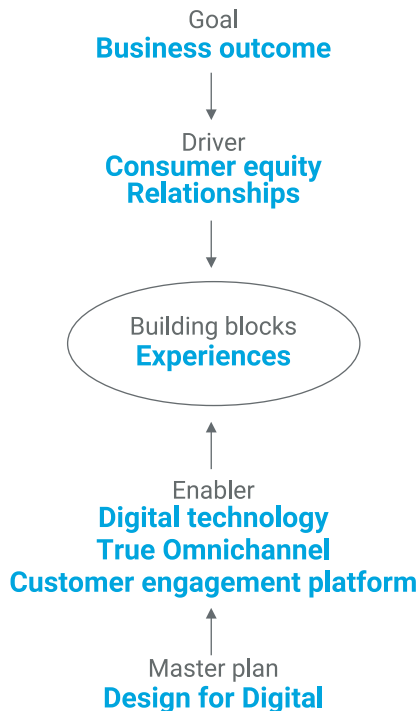 Goal
Business outcome
Driver
Consumer equity
Relationships
Building blocks
Experiences
Enabler
Digital technology
True Omnichannel
Customer engagement platform
Master plan
Design for Digital